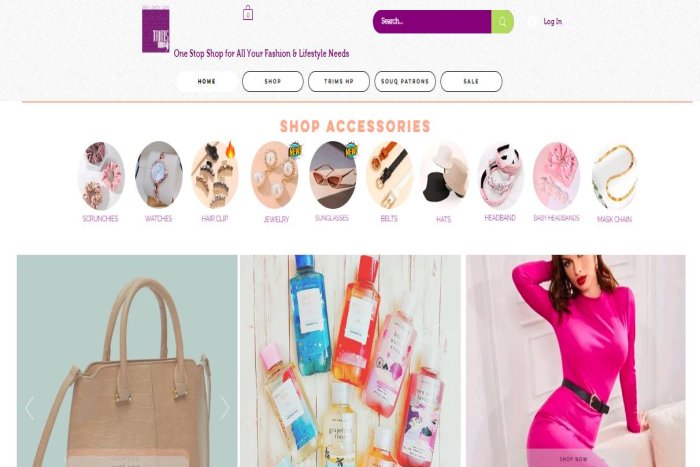 TRIMS
0
Search...
Log In
One Stop Shop for All Your Fashion & Lifestyle Needs
HOME
SHOP
TRIMS HP
SOUQ PATRONS
SALE
SHOP ACCESSORIES
NEW
NEW
SCRUNCHIES
WATCHES
HAIR CLIP
JEWELRY
SUNGLASSES
BELTS
HATS
HEADBAND
BABY HEADBANDS
MASK CHAIN
SHOP NOW